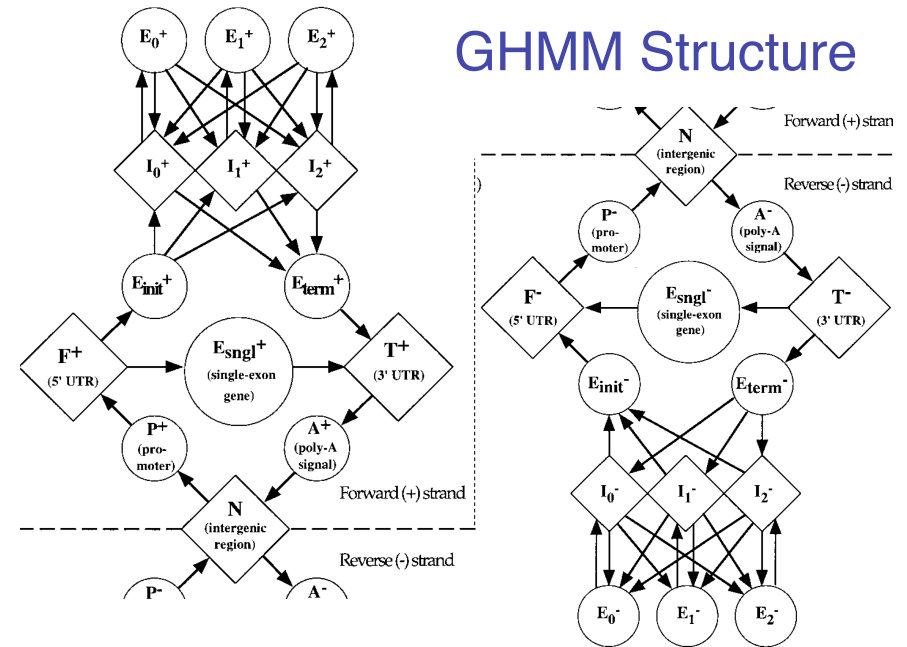 GHMM Structure
E0+
E1+
E2+
I0+
I1+
I2+
Einit+
Eterm+
F+
(5' UTR)
Esngl+
(single-exon
gene)
T+
(3' UTR)
P+
(pro-
moter)
A+
(poly-A
signal)
N
(intergenic
region)
Forward (+) strand
Reverse (-) strand
P-
A-
Forward (+) stran
N
(intergenic
region)
Reverse (-) strand
)
P-
(pro-
moter)
A-
(poly-A
signal)
F-
(5' UTR)
Esngl-
(single-exon
gene)
T-
(3' UTR)
Einit-
Eterm-
I0-
I1-
I2-
E0-
E1-
E2-